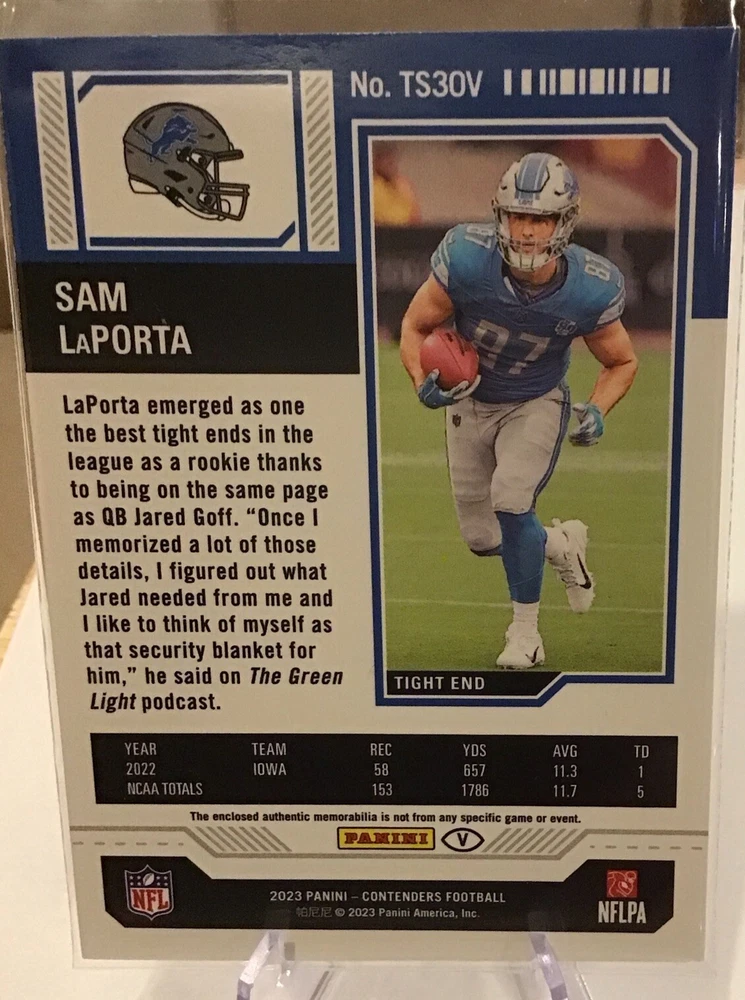 No. TS30V
SAM
LaPORTA
LaPorta emerged as one
the best tight ends in the
league as a rookie thanks
to being on the same page
as QB Jared Goff. “Once I
memorized a lot of those
details, I figured out what
Jared needed from me and
I like to think of myself as
that security blanket for
him,” he said on The Green
Light podcast.
87
87
87
TIGHT END
YEAR TEAM REC YDS AVG TD
2022 IOWA 58 657 11.3 1
NCAA TOTALS 153 1786 11.7 5
The enclosed authentic memorabilia is not from any specific game or event.
PANINI V
NFL
2023 PANINI – CONTENDERS FOOTBALL
帕尼尼 © 2023 Panini America, Inc.
NFLPA